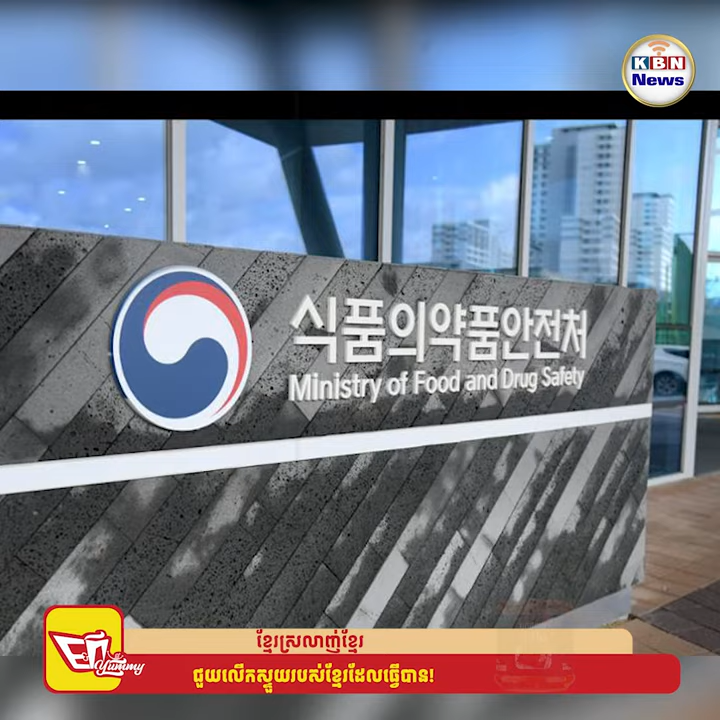 KBN
News
식품의약품안전처
Ministry of Food and Drug Safety
ខ្មែរស្រលាញ់ខ្មែរ
Yummy
ជួយលើកស្ទួយរបស់ខ្មែរដែលធ្វើបាន!